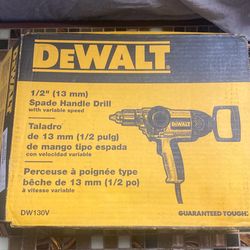 DEWALT
1/2" (13 mm)
Spade Handle Drill
with variable speed
Taladro
de 13 mm (1/2 pulg)
de mango tipo espada
con velocidad variable
Perceuse à poignée type
bêche de 13 mm (1/2 po)
à vitesse variable
DW130V
GUARANTEED TOUGH.